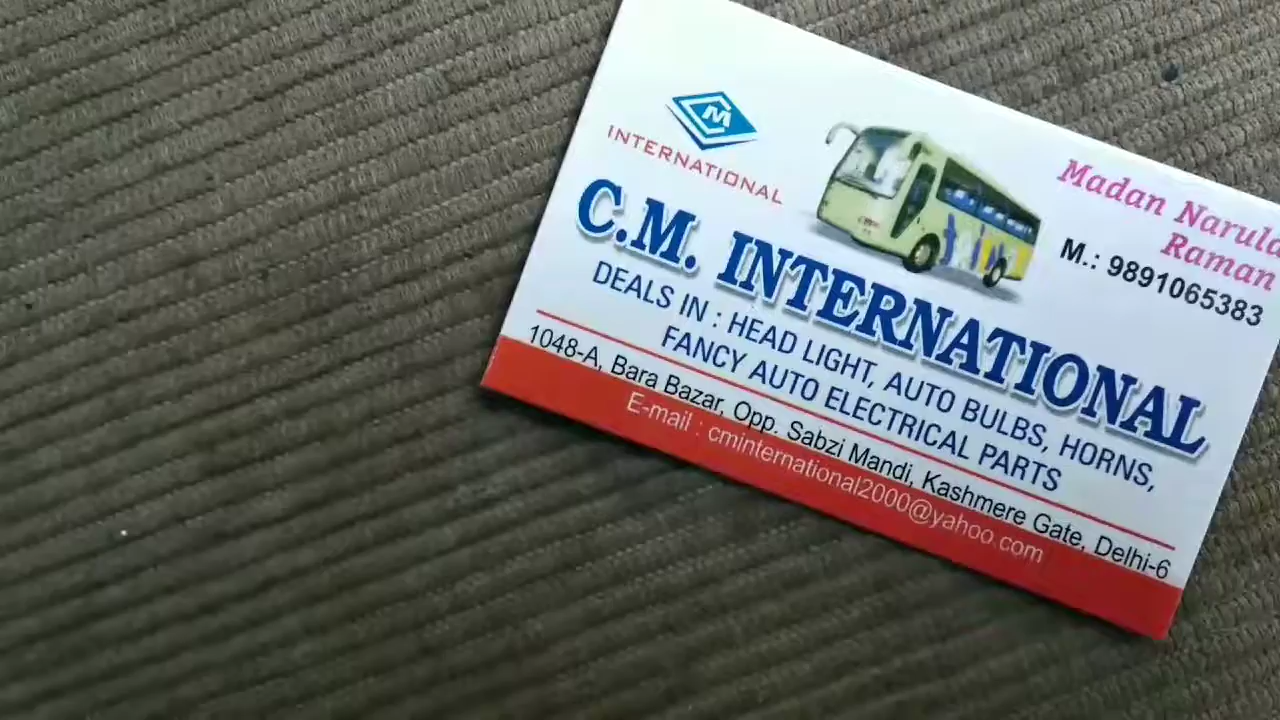 CM
INTERNATIONAL
Madan Narula
Raman
M.: 9891065383
C.M. INTERNATIONAL
DEALS IN : HEAD LIGHT, AUTO BULBS, HORNS,
FANCY AUTO ELECTRICAL PARTS
1048-A, Bara Bazar, Opp. Sabzi Mandi, Kashmere Gate, Delhi-6
E-mail : cminternational2000@yahoo.com